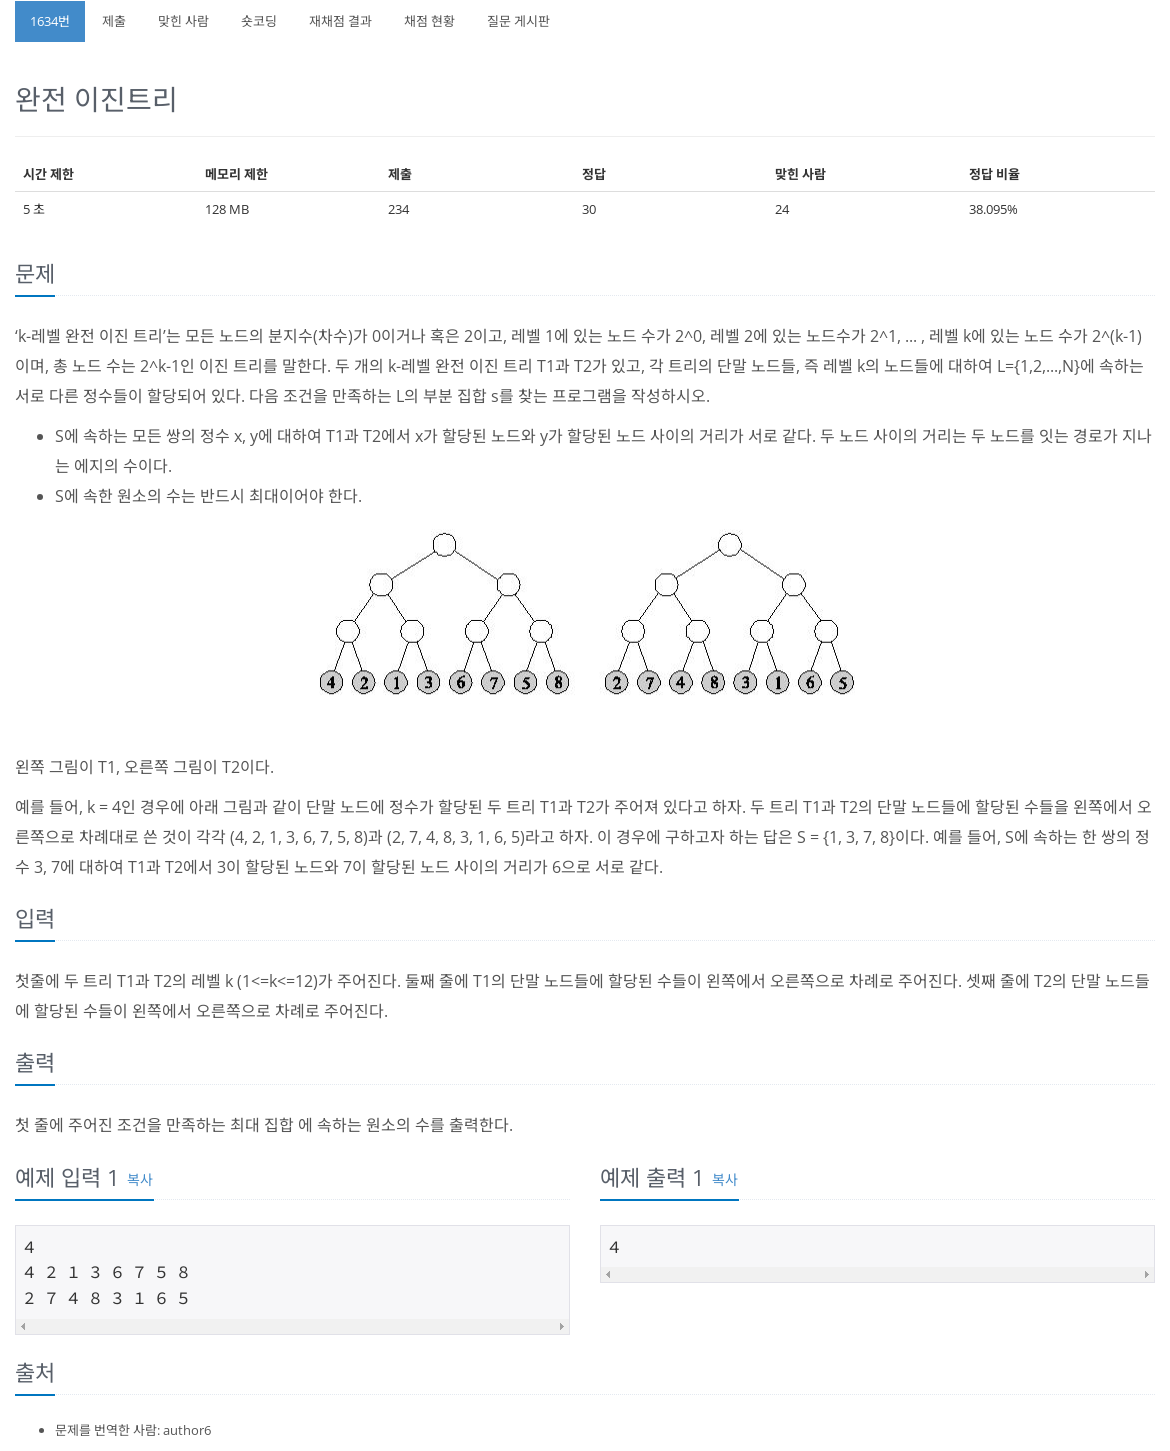 1634번 제출 맞힌 사람 숏코딩 재채점 결과 채점 현황 질문 게시판
완전 이진트리
시간 제한 메모리 제한 제출 정답 맞힌 사람 정답 비율
5 초 128 MB 234 30 24 38.095%
문제
‘k-레벨 완전 이진 트리’는 모든 노드의 분지수(차수)가 0이거나 혹은 2이고, 레벨 1에 있는 노드 수가 2^0, 레벨 2에 있는 노드수가 2^1, ... , 레벨 k에 있는 노드 수가 2^(k-1)
이며, 총 노드 수는 2^k-1인 이진 트리를 말한다. 두 개의 k-레벨 완전 이진 트리 T1과 T2가 있고, 각 트리의 단말 노드들, 즉 레벨 k의 노드들에 대하여 L={1,2,...,N}에 속하는
서로 다른 정수들이 할당되어 있다. 다음 조건을 만족하는 L의 부분 집합 s를 찾는 프로그램을 작성하시오.
• S에 속하는 모든 쌍의 정수 x, y에 대하여 T1과 T2에서 x가 할당된 노드와 y가 할당된 노드 사이의 거리가 서로 같다. 두 노드 사이의 거리는 두 노드를 잇는 경로가 지나
는 에지의 수이다.
• S에 속한 원소의 수는 반드시 최대이어야 한다.
4 2 1 3 6 7 5 8 2 7 4 8 3 1 6 5
왼쪽 그림이 T1, 오른쪽 그림이 T2이다.
예를 들어, k = 4인 경우에 아래 그림과 같이 단말 노드에 정수가 할당된 두 트리 T1과 T2가 주어져 있다고 하자. 두 트리 T1과 T2의 단말 노드들에 할당된 수들을 왼쪽에서 오
른쪽으로 차례대로 쓴 것이 각각 (4, 2, 1, 3, 6, 7, 5, 8)과 (2, 7, 4, 8, 3, 1, 6, 5)라고 하자. 이 경우에 구하고자 하는 답은 S = {1, 3, 7, 8}이다. 예를 들어, S에 속하는 한 쌍의 정
수 3, 7에 대하여 T1과 T2에서 3이 할당된 노드와 7이 할당된 노드 사이의 거리가 6으로 서로 같다.
입력
첫줄에 두 트리 T1과 T2의 레벨 k (1<=k<=12)가 주어진다. 둘째 줄에 T1의 단말 노드들에 할당된 수들이 왼쪽에서 오른쪽으로 차례로 주어진다. 셋째 줄에 T2의 단말 노드들
에 할당된 수들이 왼쪽에서 오른쪽으로 차례로 주어진다.
출력
첫 줄에 주어진 조건을 만족하는 최대 집합 에 속하는 원소의 수를 출력한다.
예제 입력 1 복사
4
4 2 1 3 6 7 5 8
2 7 4 8 3 1 6 5
예제 출력 1 복사
4
출처
• 문제를 번역한 사람: author6